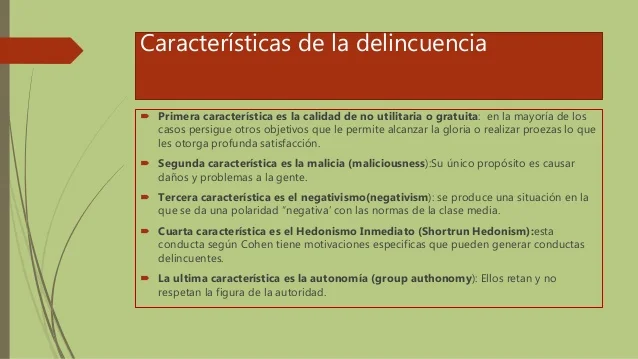 Características de la delincuencia
Primera característica es la calidad de no utilitaria o gratuita: en la mayoría de los
casos persigue otros objetivos que le permite alcanzar la gloria o realizar proezas lo que
les otorga profunda satisfacción.
Segunda característica es la malicia (maliciousness):Su único propósito es causar
daños y problemas a la gente.
Tercera característica es el negativismo(negativism): se produce una situación en la
que se da una polaridad “negativa’ con las normas de la clase media.
Cuarta característica es el Hedonismo Inmediato (Shortrun Hedonism):esta
conducta según Cohen tiene motivaciones especificas que pueden generar conductas
delincuentes.
La ultima característica es la autonomía (group authonomy): Ellos retan y no
respetan la figura de la autoridad.